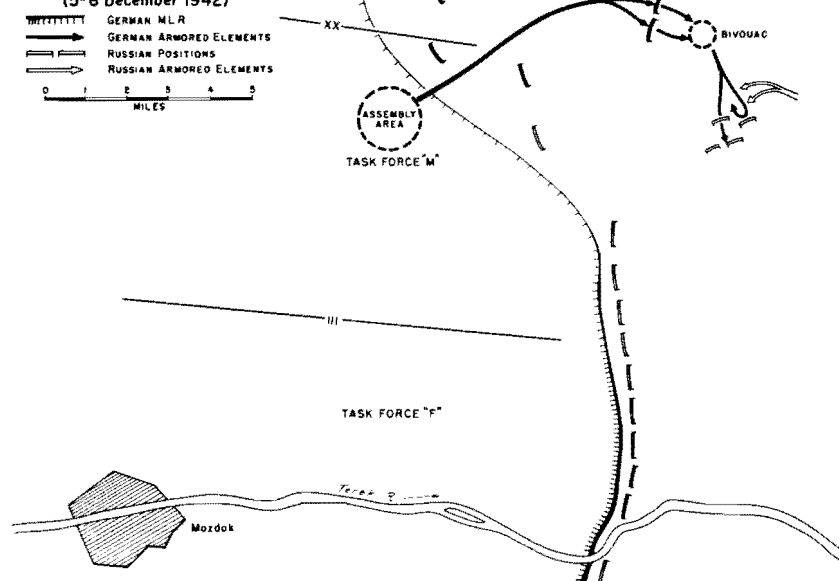 (5-6 December 1942)
GERMAN MLR
GERMAN ARMORED ELEMENTS
RUSSIAN POSITIONS
RUSSIAN ARMORED ELEMENTS
0 1 2 3 4 5
MILES
XX
BIVOUAC
ASSEMBLY
AREA
TASK FORCE "M"
III
TASK FORCE "F"
Terek R
Mozdok